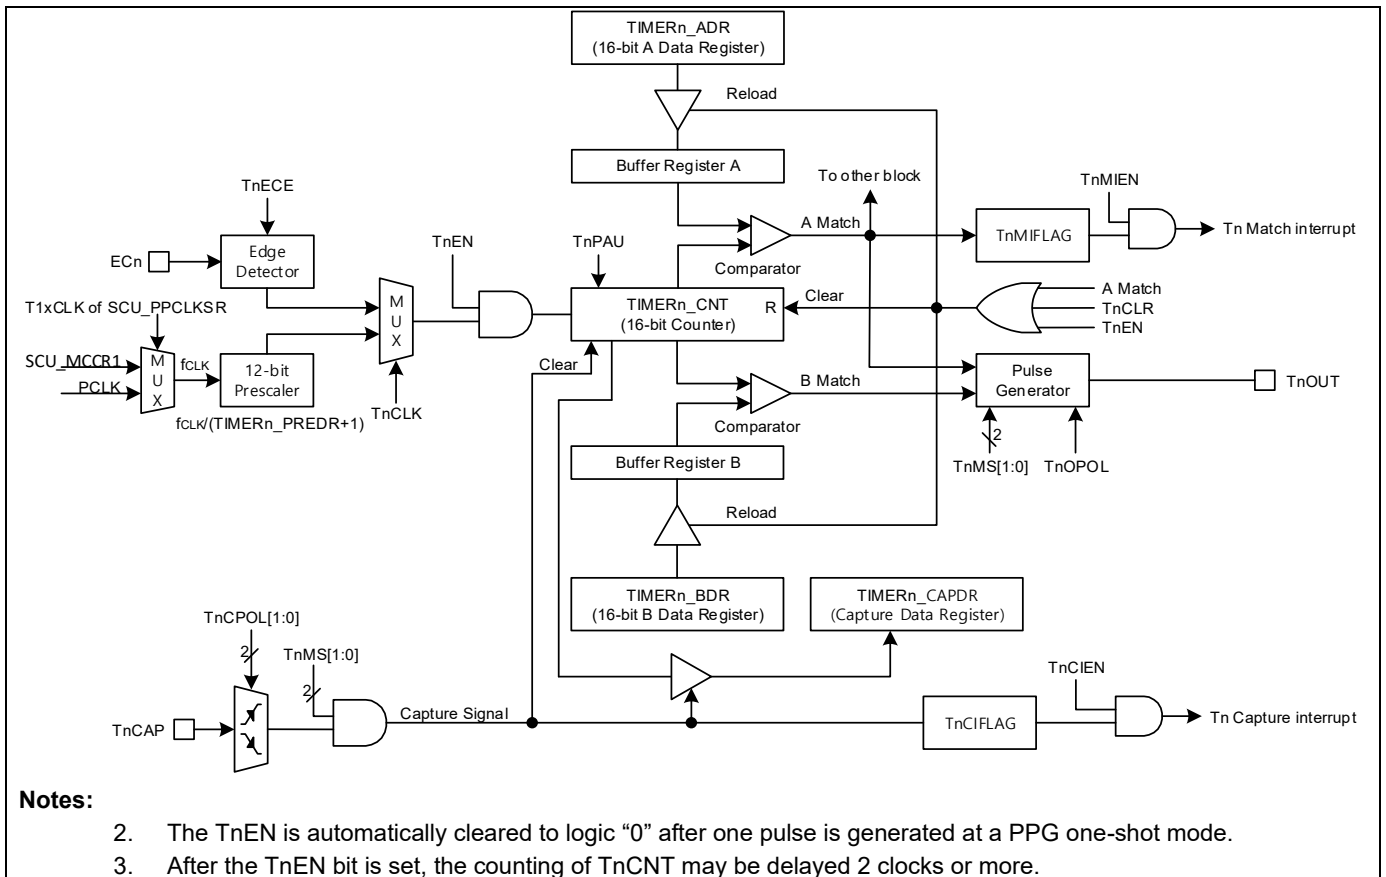 TIMERn_ADR
(16-bit A Data Register)
Reload
Buffer Register A
To other block
TnMIEN
TnECE
A Match
TnEN
TnPAU
TnMIFLAG
Tn Match interrupt
ECn
Edge
Detector
Comparator
T1xCLK of SCU_PPCLKSR
M
U
X
TIMERn_CNT
(16-bit Counter)
R
Clear
A Match
TnCLR
TnEN
SCU_MCCR1
PCLK
M
U
X
fCLK
12-bit
Prescaler
Clear
B Match
Pulse
Generator
TnOUT
TnCLK
fCLK/(TIMERn_PREDR+1)
Comparator
2
Buffer Register B
TnMS[1:0]
TnOPOL
Reload
TIMERn_BDR
(16-bit B Data Register)
TIMERn_CAPDR
(Capture Data Register)
TnCPOL[1:0]
2
TnMS[1:0]
2
TnCIEN
TnCAP
Capture Signal
TnCIFLAG
Tn Capture interrupt
Notes:
2. The TnEN is automatically cleared to logic “0” after one pulse is generated at a PPG one-shot mode.
3. After the TnEN bit is set, the counting of TnCNT may be delayed 2 clocks or more.